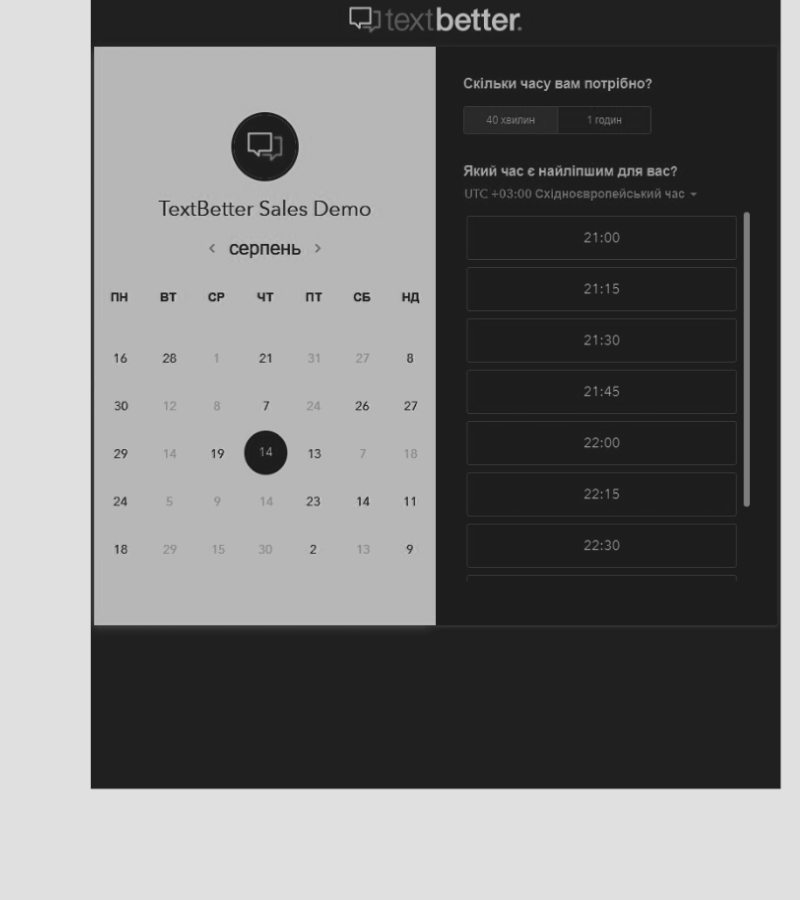 textbetter.
TextBetter Sales Demo
< серпень >
ПН ВТ СР ЧТ ПТ СБ НД
16 28 1 21 31 27 8
30 12 8 7 24 26 27
29 14 19 14 13 7 18
24 5 9 14 23 14 11
18 29 15 30 2 13 9
Скільки часу вам потрібно?
40 хвилин 1 годин
Який час є найліпшим для вас?
UTC +03:00 Східноєвропейський час
21:00
21:15
21:30
21:45
22:00
22:15
22:30